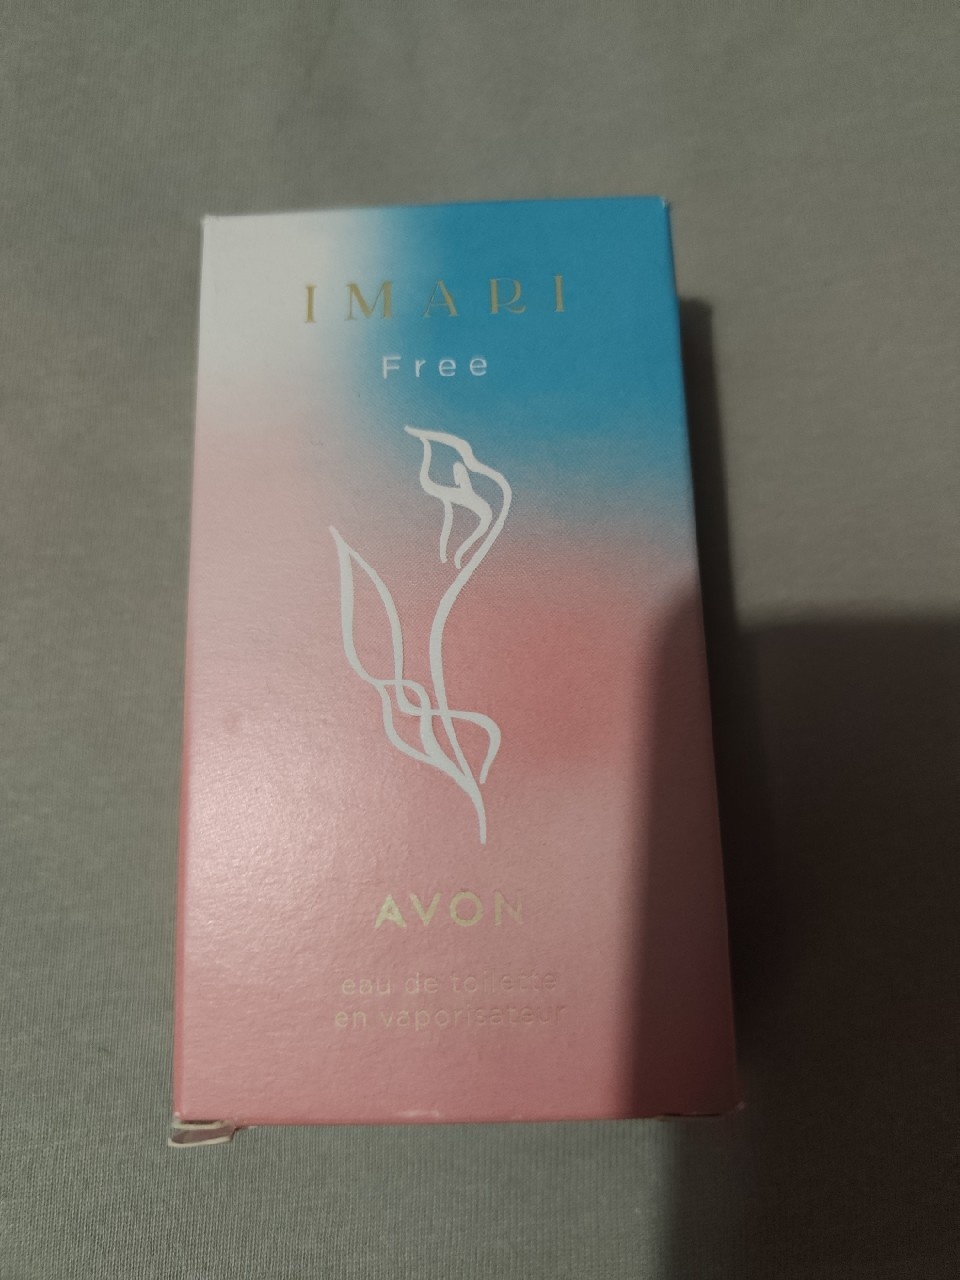 IMARI
Free
AVON
eau de toilette
en vaporisateur